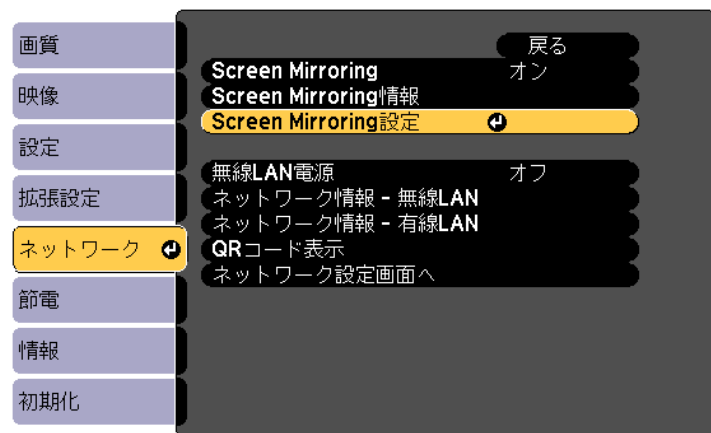 画質
映像
設定
拡張設定
ネットワーク
節電
情報
初期化
戻る
Screen Mirroring オン
Screen Mirroring情報
Screen Mirroring設定
無線LAN電源 オフ
ネットワーク情報 - 無線LAN
ネットワーク情報 - 有線LAN
QRコード表示
ネットワーク設定画面へ